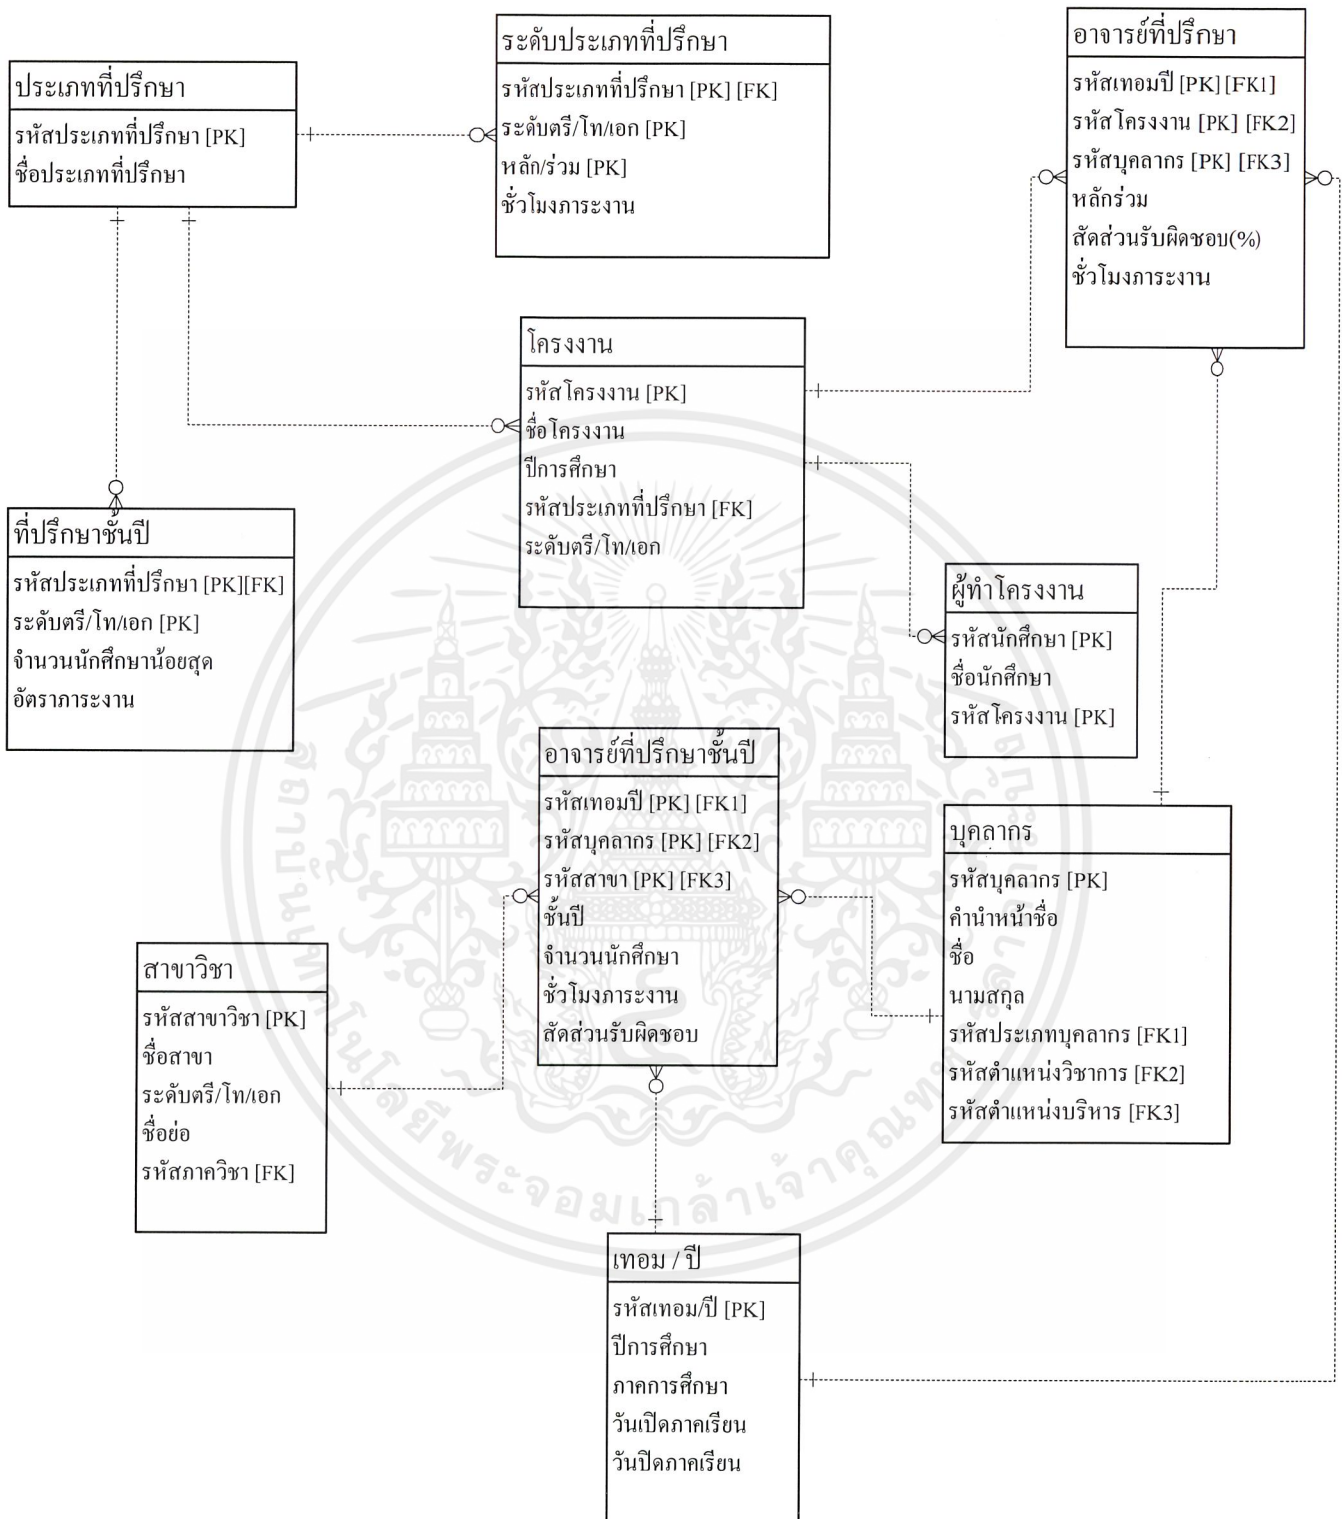 ประเภทที่ปรึกษา
รหัสประเภทที่ปรึกษา [PK]
ชื่อประเภทที่ปรึกษา
ระดับประเภทที่ปรึกษา
รหัสประเภทที่ปรึกษา [PK] [FK]
ระดับตรี/โท/เอก [PK]
หลัก/ร่วม [PK]
ชั่วโมงภาระงาน
อาจารย์ที่ปรึกษา
รหัสเทอมปี [PK] [FK1]
รหัสโครงงาน [PK] [FK2]
รหัสบุคลากร [PK] [FK3]
หลักร่วม
สัดส่วนรับผิดชอบ(%)
ชั่วโมงภาระงาน
โครงงาน
รหัสโครงงาน [PK]
ชื่อโครงงาน
ปีการศึกษา
รหัสประเภทที่ปรึกษา [FK]
ระดับตรี/โท/เอก
ที่ปรึกษาชั้นปี
รหัสประเภทที่ปรึกษา [PK][FK]
ระดับตรี/โท/เอก [PK]
จำนวนนักศึกษาน้อยสุด
อัตราภาระงาน
ผู้ทำโครงงาน
รหัสนักศึกษา [PK]
ชื่อนักศึกษา
รหัสโครงงาน [PK]
อาจารย์ที่ปรึกษาชั้นปี
รหัสเทอมปี [PK] [FK1]
รหัสบุคลากร [PK] [FK2]
รหัสสาขา [PK] [FK3]
ชั้นปี
จำนวนนักศึกษา
ชั่วโมงภาระงาน
สัดส่วนรับผิดชอบ
บุคลากร
รหัสบุคลากร [PK]
คำนำหน้าชื่อ
ชื่อ
นามสกุล
รหัสประเภทบุคลากร [FK1]
รหัสตำแหน่งวิชาการ [FK2]
รหัสตำแหน่งบริหาร [FK3]
สาขาวิชา
รหัสสาขาวิชา [PK]
ชื่อสาขา
ระดับตรี/โท/เอก
ชื่อย่อ
รหัสภาควิชา [FK]
เทอม / ปี
รหัสเทอม/ปี [PK]
ปีการศึกษา
ภาคการศึกษา
วันเปิดภาคเรียน
วันปิดภาคเรียน